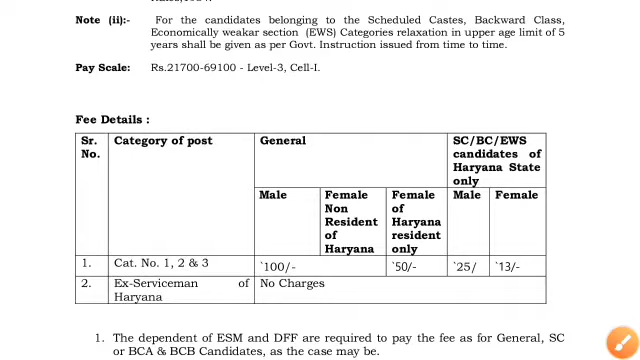 Note (ii):- For the candidates belonging to the Scheduled Castes, Backward Class,
Economically weakar section (EWS) Categories relaxation in upper age limit of 5
years shall be given as per Govt. Instruction issued from time to time.
Pay Scale: Rs.21700-69100 - Level-3, Cell-I.
Fee Details :
Sr. No. Category of post General SC/BC/EWS candidates of Haryana State only
Male Female Non Resident of Haryana Female of Haryana resident only Male Female
1. Cat. No. 1, 2 & 3 `100/- `50/- `25/ `13/-
2. Ex-Serviceman of Haryana No Charges
1. The dependent of ESM and DFF are required to pay the fee as for General, SC
or BCA & BCB Candidates, as the case may be.